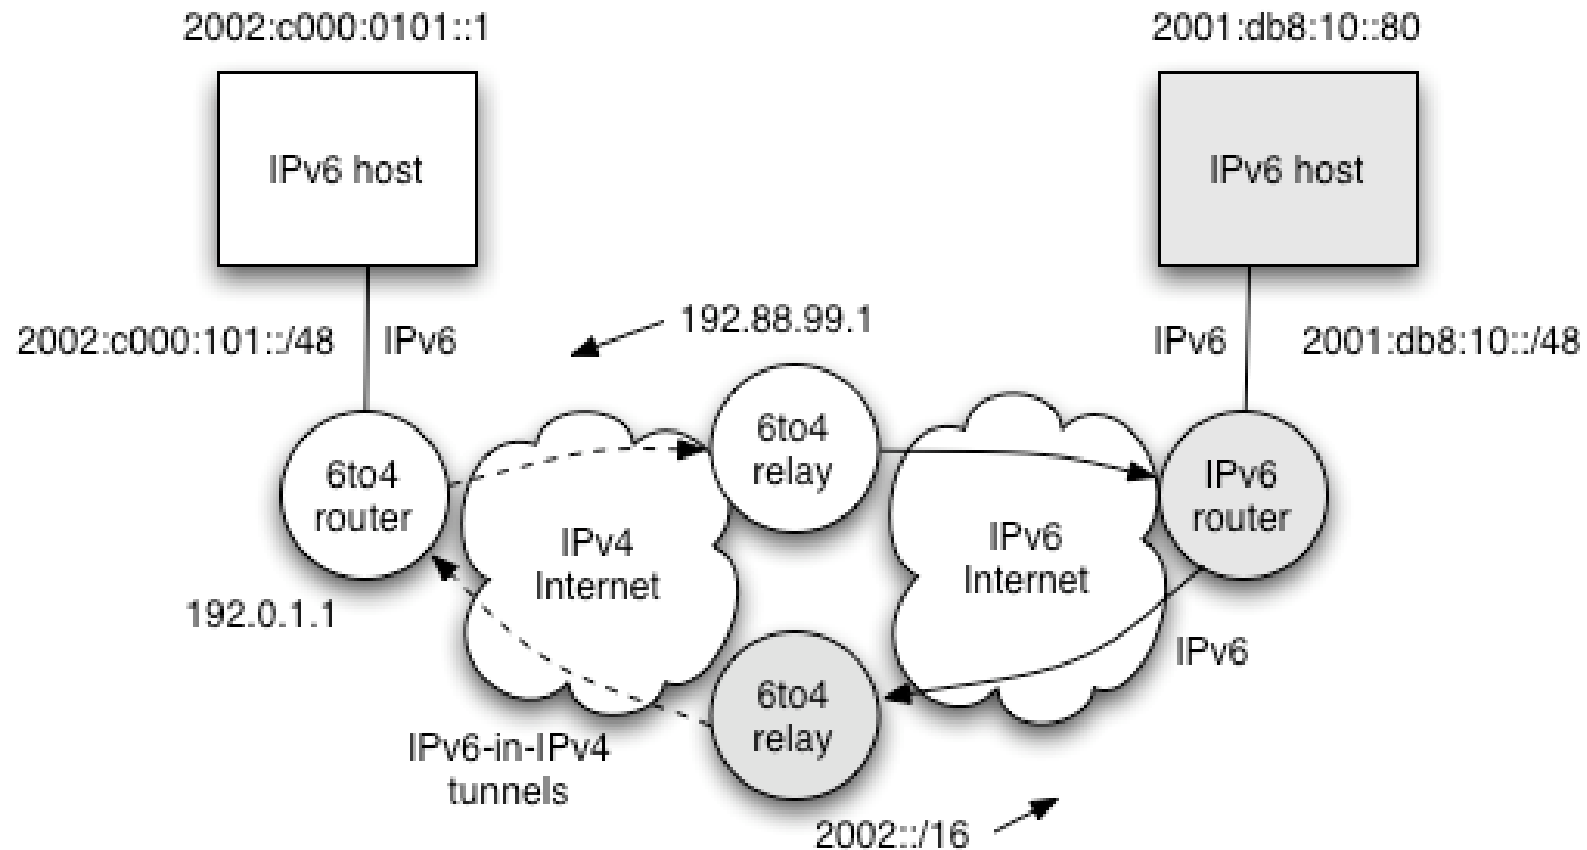 2002:c000:0101::1
2001:db8:10::80
IPv6 host
IPv6 host
192.88.99.1
2002:c000:101::/48
IPv6
IPv6
2001:db8:10::/48
6to4
relay
6to4
router
IPv6
router
IPv4
Internet
IPv6
Internet
192.0.1.1
IPv6
6to4
relay
IPv6-in-IPv4
tunnels
2002::/16